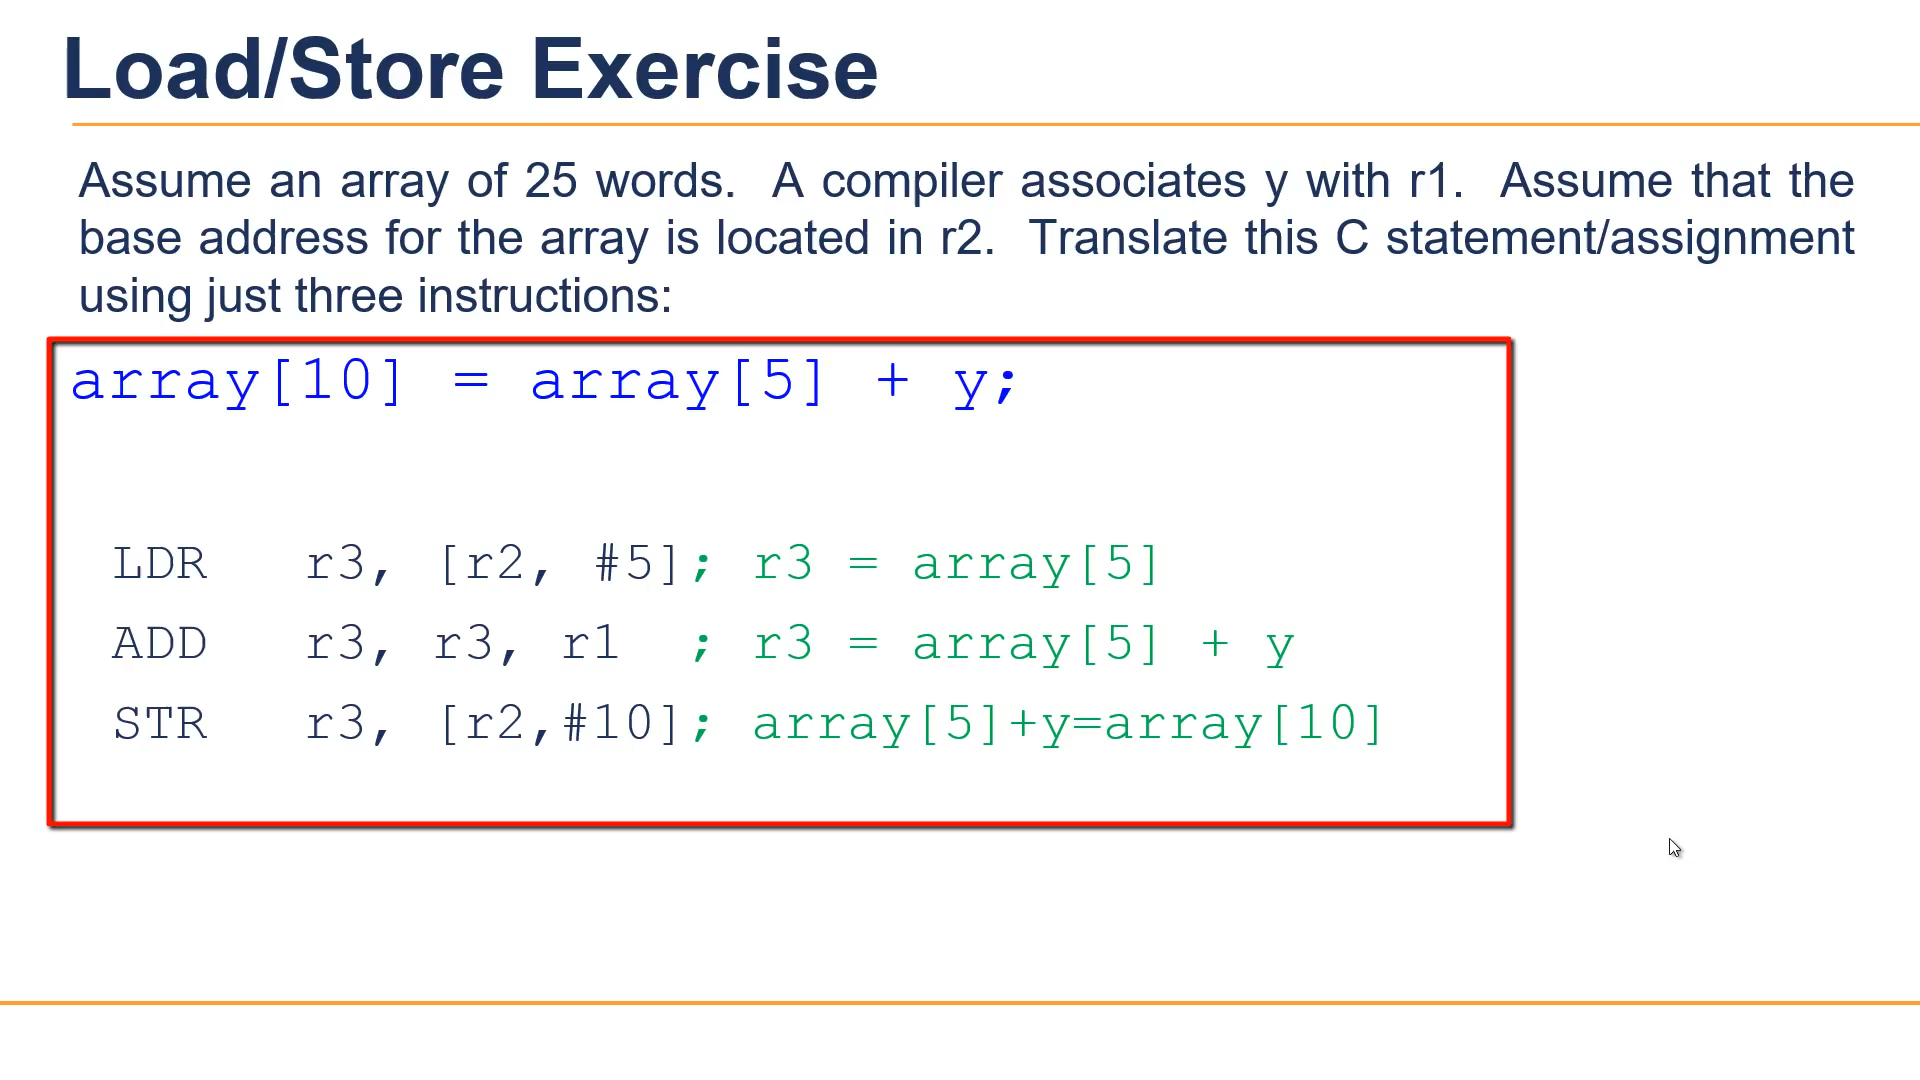 Load/Store Exercise
Assume an array of 25 words. A compiler associates y with r1. Assume that the
base address for the array is located in r2. Translate this C statement/assignment
using just three instructions:
array[10] = array[5] + y;
LDR r3, [r2, #5]; r3 = array[5]
ADD r3, r3, r1 ; r3 = array[5] + y
STR r3, [r2,#10]; array[5]+y=array[10]